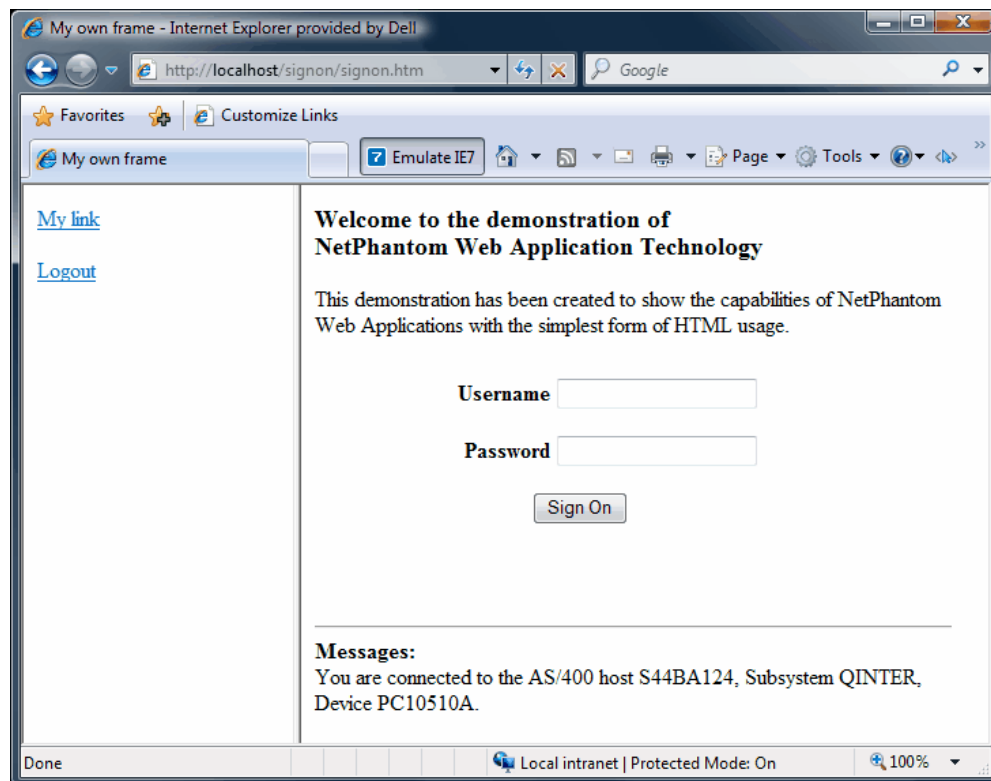 My own frame - Internet Explorer provided by Dell
http://localhost/signon/signon.htm
Google
Favorites
Customize Links
My own frame
7 Emulate IE7
Page
Tools
My link
Logout
Welcome to the demonstration of
NetPhantom Web Application Technology
This demonstration has been created to show the capabilities of NetPhantom
Web Applications with the simplest form of HTML usage.
Username
Password
Sign On
Messages:
You are connected to the AS/400 host S44BA124, Subsystem QINTER,
Device PC10510A.
Done
Local intranet | Protected Mode: On
100%